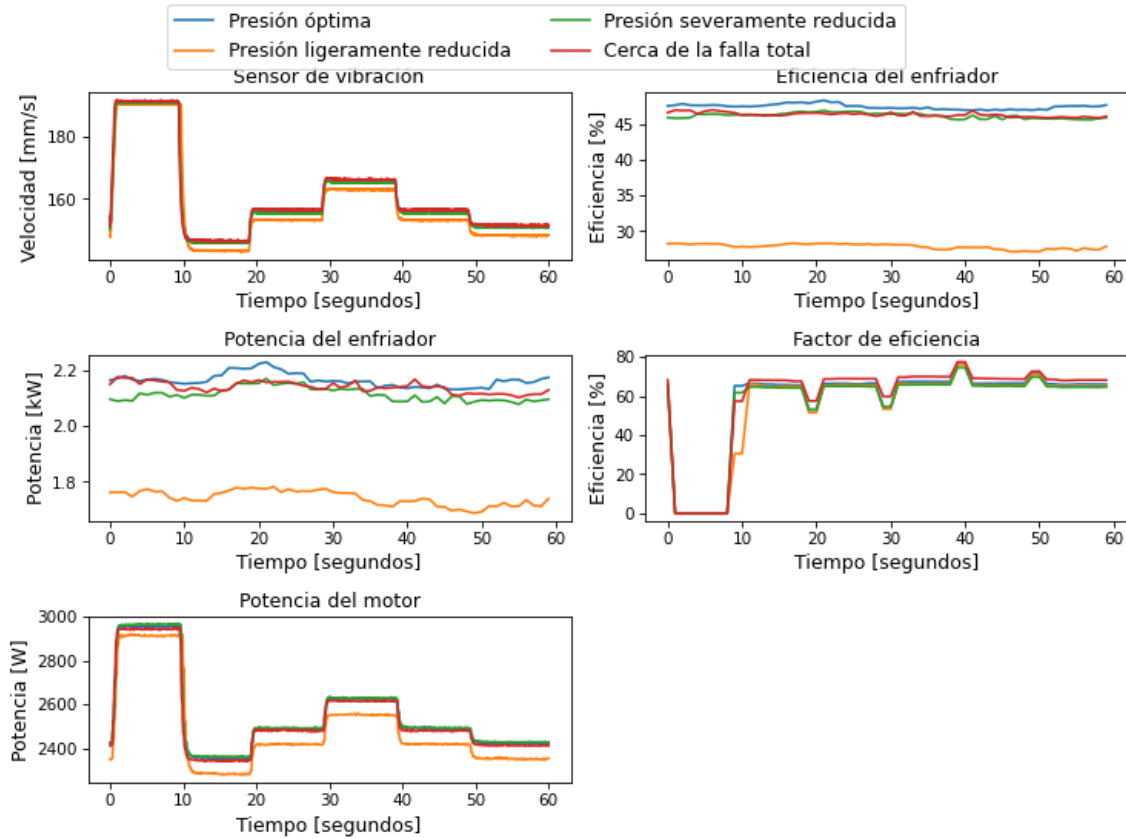 Presión óptima
Presión ligeramente reducida
Presión severamente reducida
Cerca de la falla total
Sensor de vibración
Velocidad [mm/s]
180
160
0 10 20 30 40 50 60
Tiempo [segundos]
Eficiencia del enfriador
Eficiencia [%]
45
40
35
30
0 10 20 30 40 50 60
Tiempo [segundos]
Potencia del enfriador
Potencia [kW]
2.2
2.0
1.8
0 10 20 30 40 50 60
Tiempo [segundos]
Factor de eficiencia
Eficiencia [%]
80
60
40
20
0
0 10 20 30 40 50 60
Tiempo [segundos]
Potencia del motor
Potencia [W]
3000
2800
2600
2400
0 10 20 30 40 50 60
Tiempo [segundos]